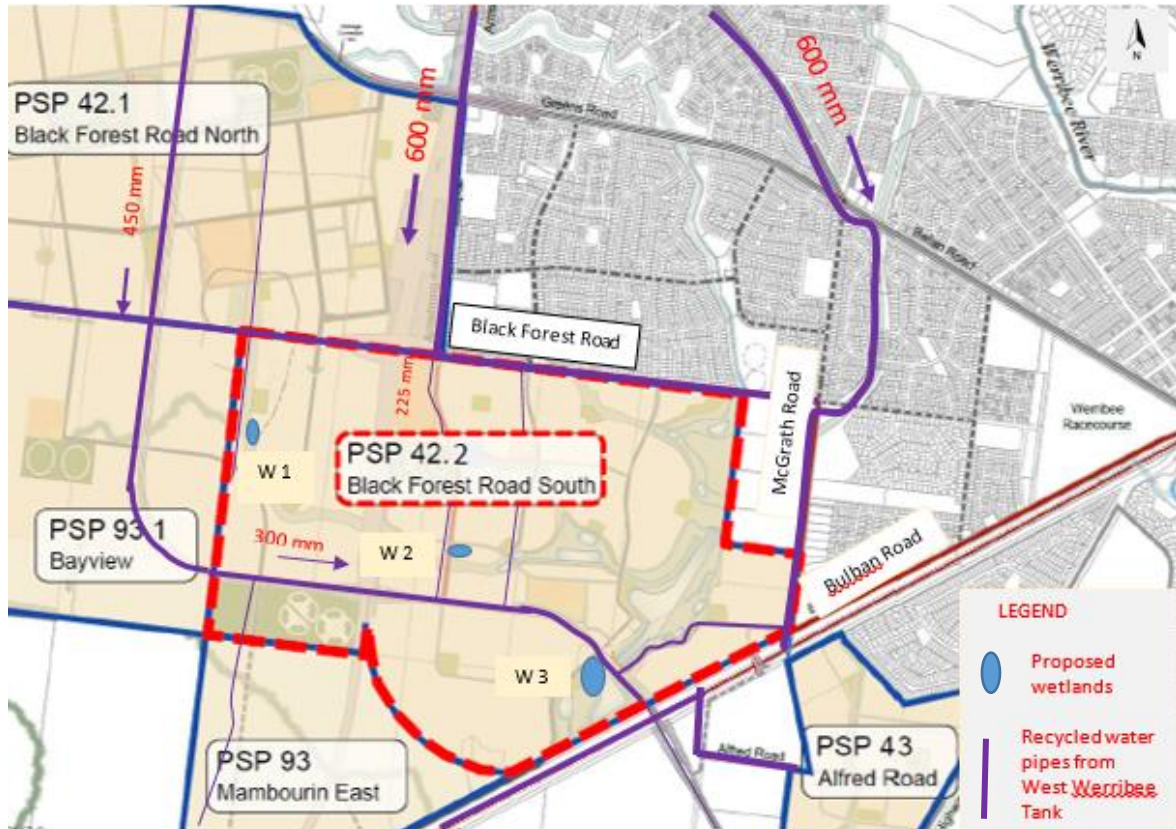 N
Werribee River
PSP 42.1
Black Forest Road North
600 mm
600 mm
Greens Road
450 mm
Ballan Road
Black Forest Road
225 mm
McGrath Road
Werribee
Racecourse
PSP 42.2
Black Forest Road South
W 1
PSP 93.1
Bayview
300 mm
W 2
Bulban Road
W 3
PSP 93
Mambourin East
Alfred Road
PSP 43
Alfred Road
LEGEND
Proposed
wetlands
Recycled water
pipes from
West Werribee
Tank